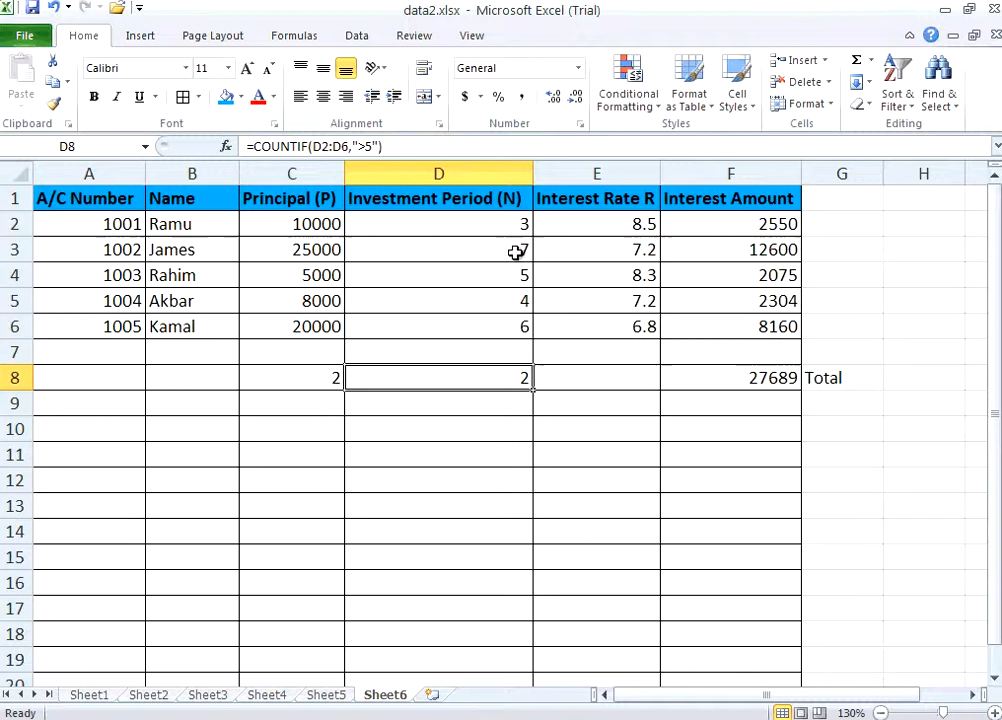 data2.xlsx - Microsoft Excel (Trial)
File Home Insert Page Layout Formulas Data Review View
Calibri 11 General Insert
Delete
Format
Paste B I U $ % , Conditional Formatting Format as Table Cell Styles Sort & Filter Find & Select
Clipboard Font Alignment Number Styles Cells Editing
D8 fx =COUNTIF(D2:D6,">5")
A B C D E F G H
1 A/C Number Name Principal (P) Investment Period (N) Interest Rate R Interest Amount
2 1001 Ramu 10000 3 8.5 2550
3 1002 James 25000 7 7.2 12600
4 1003 Rahim 5000 5 8.3 2075
5 1004 Akbar 8000 4 7.2 2304
6 1005 Kamal 20000 6 6.8 8160
7
8 2 2 27689 Total
9
10
11
12
13
14
15
16
17
18
19
20
Sheet1 Sheet2 Sheet3 Sheet4 Sheet5 Sheet6
Ready 130%